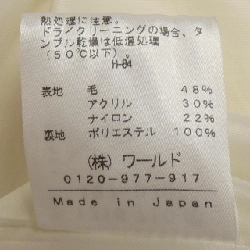 熱処理に注意。
ドライクリーニングの場合、タ
ンブル乾燥は低温処理
(50℃以下)
H-04
表地 毛 48%
アクリル 30%
ナイロン 22%
裏地 ポリエステル 100%
(株) ワールド
0120-977-917
Made in Japan